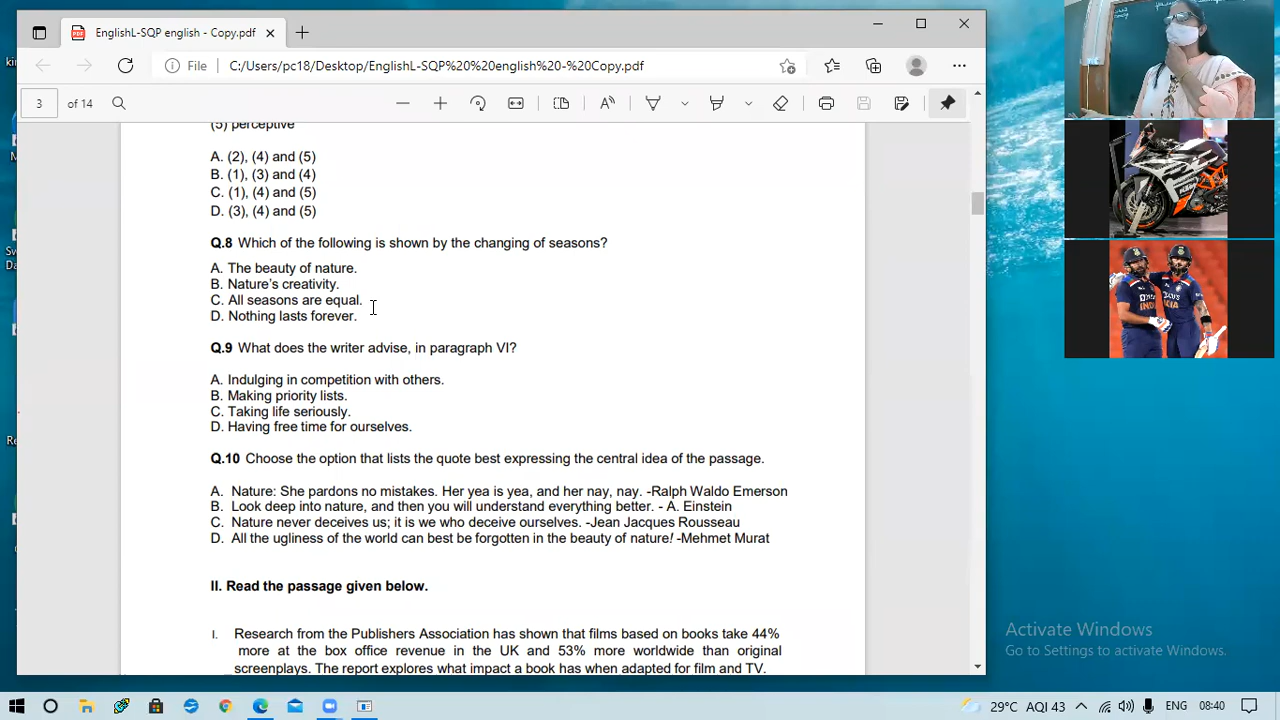 EnglishL-SQP english - Copy.pdf
File
C:/Users/pc18/Desktop/EnglishL-SQP%20%20english%20-%20Copy.pdf
3 of 14
(5) perceptive
A. (2), (4) and (5)
B. (1), (3) and (4)
C. (1), (4) and (5)
D. (3), (4) and (5)
Q.8 Which of the following is shown by the changing of seasons?
A. The beauty of nature.
B. Nature's creativity.
C. All seasons are equal.
D. Nothing lasts forever.
Q.9 What does the writer advise, in paragraph VI?
A. Indulging in competition with others.
B. Making priority lists.
C. Taking life seriously.
D. Having free time for ourselves.
Q.10 Choose the option that lists the quote best expressing the central idea of the passage.
A. Nature: She pardons no mistakes. Her yea is yea, and her nay, nay. -Ralph Waldo Emerson
B. Look deep into nature, and then you will understand everything better. - A. Einstein
C. Nature never deceives us; it is we who deceive ourselves. -Jean Jacques Rousseau
D. All the ugliness of the world can best be forgotten in the beauty of nature! -Mehmet Murat
II. Read the passage given below.
I. Research from the Publishers Association has shown that films based on books take 44%
more at the box office revenue in the UK and 53% more worldwide than original
screenplays. The report explores what impact a book has when adapted for film and TV.
Activate Windows
Go to Settings to activate Windows.
29°C AQI 43
ENG
08:40